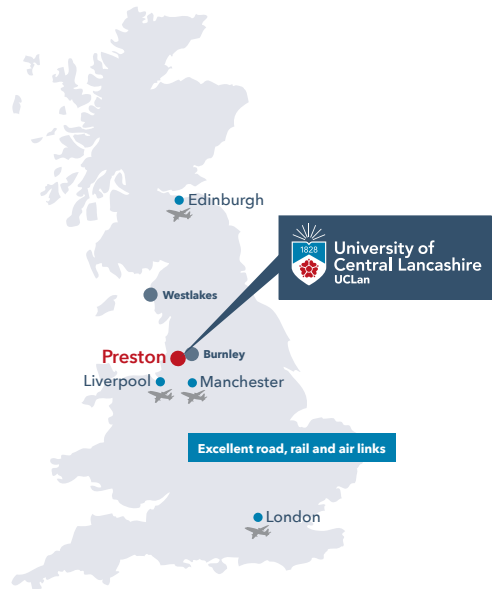 Edinburgh
1828
University of
Central Lancashire
UCLan
Westlakes
Preston
Burnley
Liverpool
Manchester
Excellent road, rail and air links
London